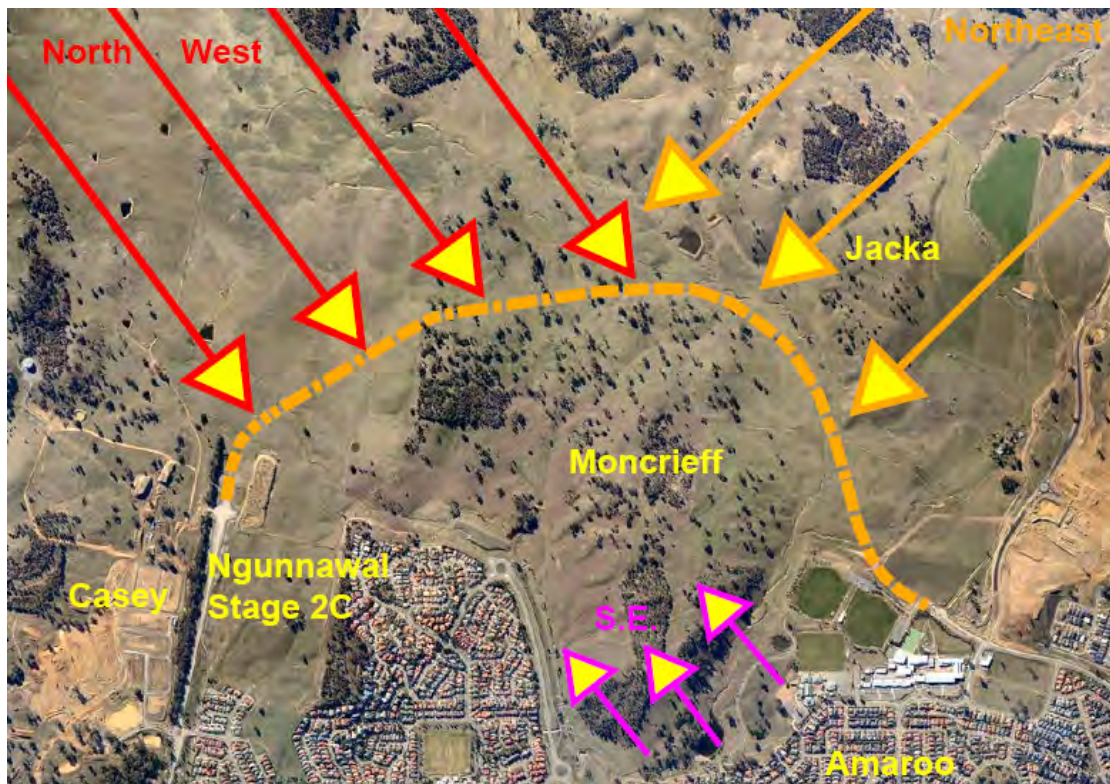 North West
Northeast
Jacka
Moncrieff
Ngunnawal
Stage 2C
Casey
S.E.
Amaroo